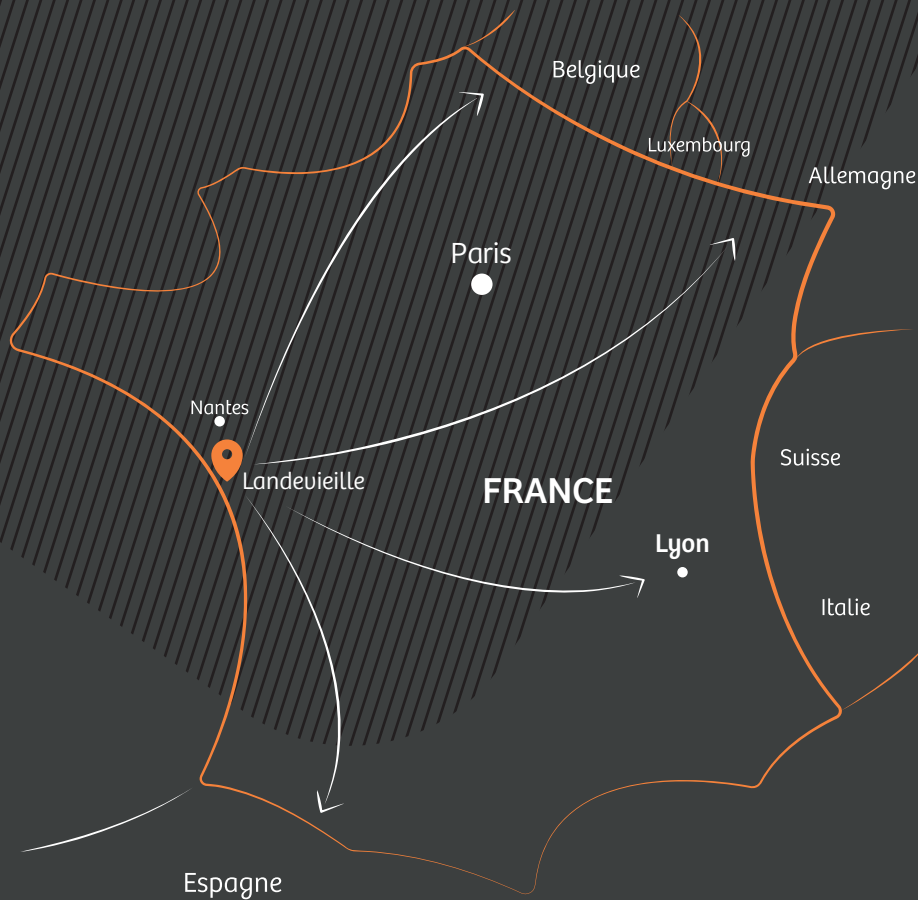 Belgique
Luxembourg
Allemagne
Paris
Nantes
Landevieille
Suisse
FRANCE
Lyon
Italie
Espagne